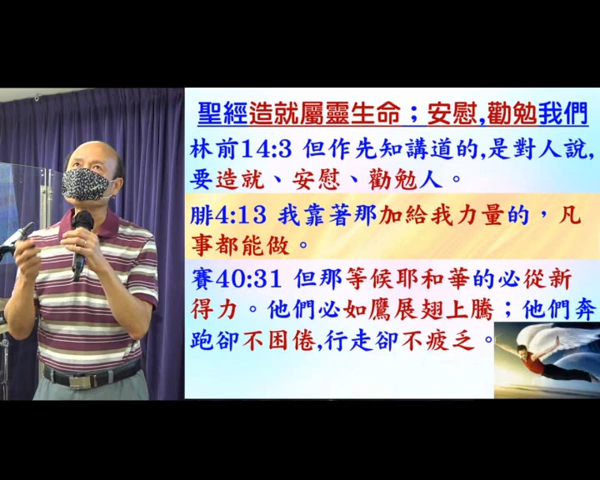 聖經造就屬靈生命；安慰,勸勉我們
林前14:3 但作先知講道的,是對人說,
要造就、安慰、勸勉人。
腓4:13 我靠著那加給我力量的，凡
事都能做。
賽40:31 但那等候耶和華的必從新
得力。他們必如鷹展翅上騰；他們奔
跑卻不困倦,行走卻不疲乏。